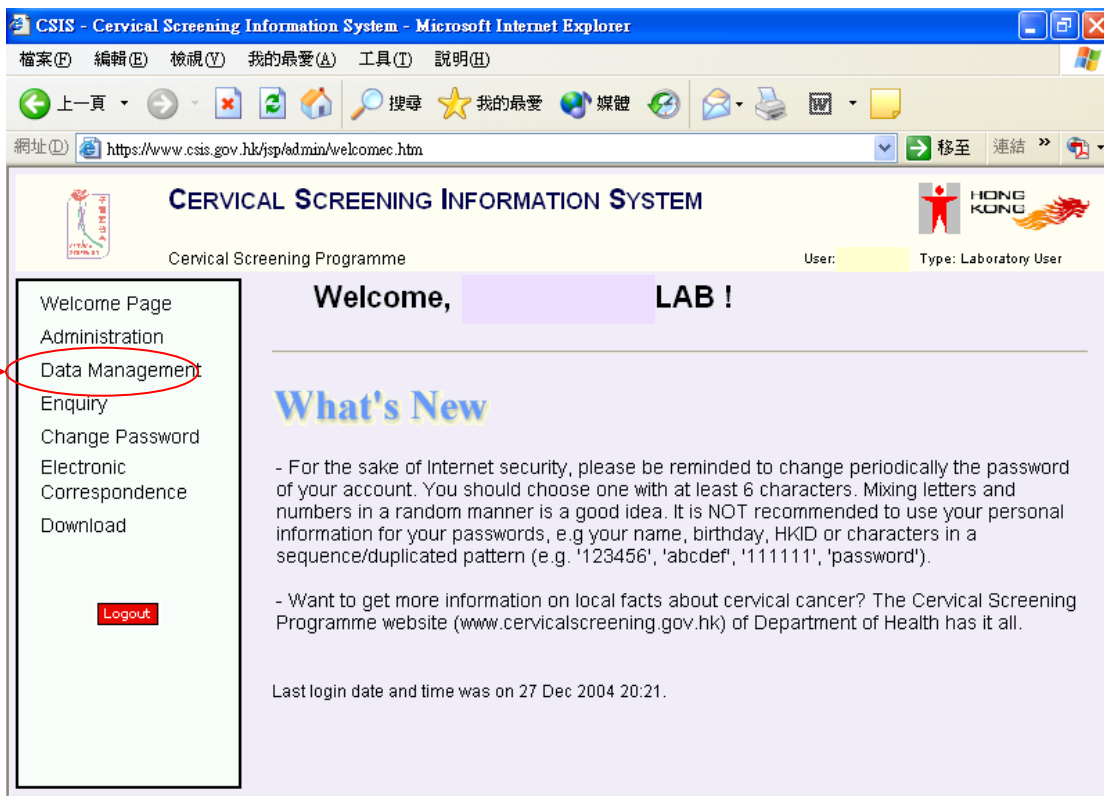 CSIS - Cervical Screening Information System - Microsoft Internet Explorer
檔案(F) 編輯(E) 檢視(V) 我的最愛(A) 工具(T) 說明(H)
上一頁 搜尋 我的最愛 媒體
網址(D) https://www.csis.gov.hk/jsp/admin/welcomec.htm 移至 連結 »
CERVICAL SCREENING INFORMATION SYSTEM
HONG
KONG
Cervical Screening Programme User: Type: Laboratory User
Welcome, LAB !
Welcome Page
Administration
Data Management
Enquiry
Change Password
Electronic
Correspondence
Download
Logout
What's New
- For the sake of Internet security, please be reminded to change periodically the password
of your account. You should choose one with at least 6 characters. Mixing letters and
numbers in a random manner is a good idea. It is NOT recommended to use your personal
information for your passwords, e.g your name, birthday, HKID or characters in a
sequence/duplicated pattern (e.g. '123456', 'abcdef', '111111', 'password').
- Want to get more information on local facts about cervical cancer? The Cervical Screening
Programme website (www.cervicalscreening.gov.hk) of Department of Health has it all.
Last login date and time was on 27 Dec 2004 20:21.